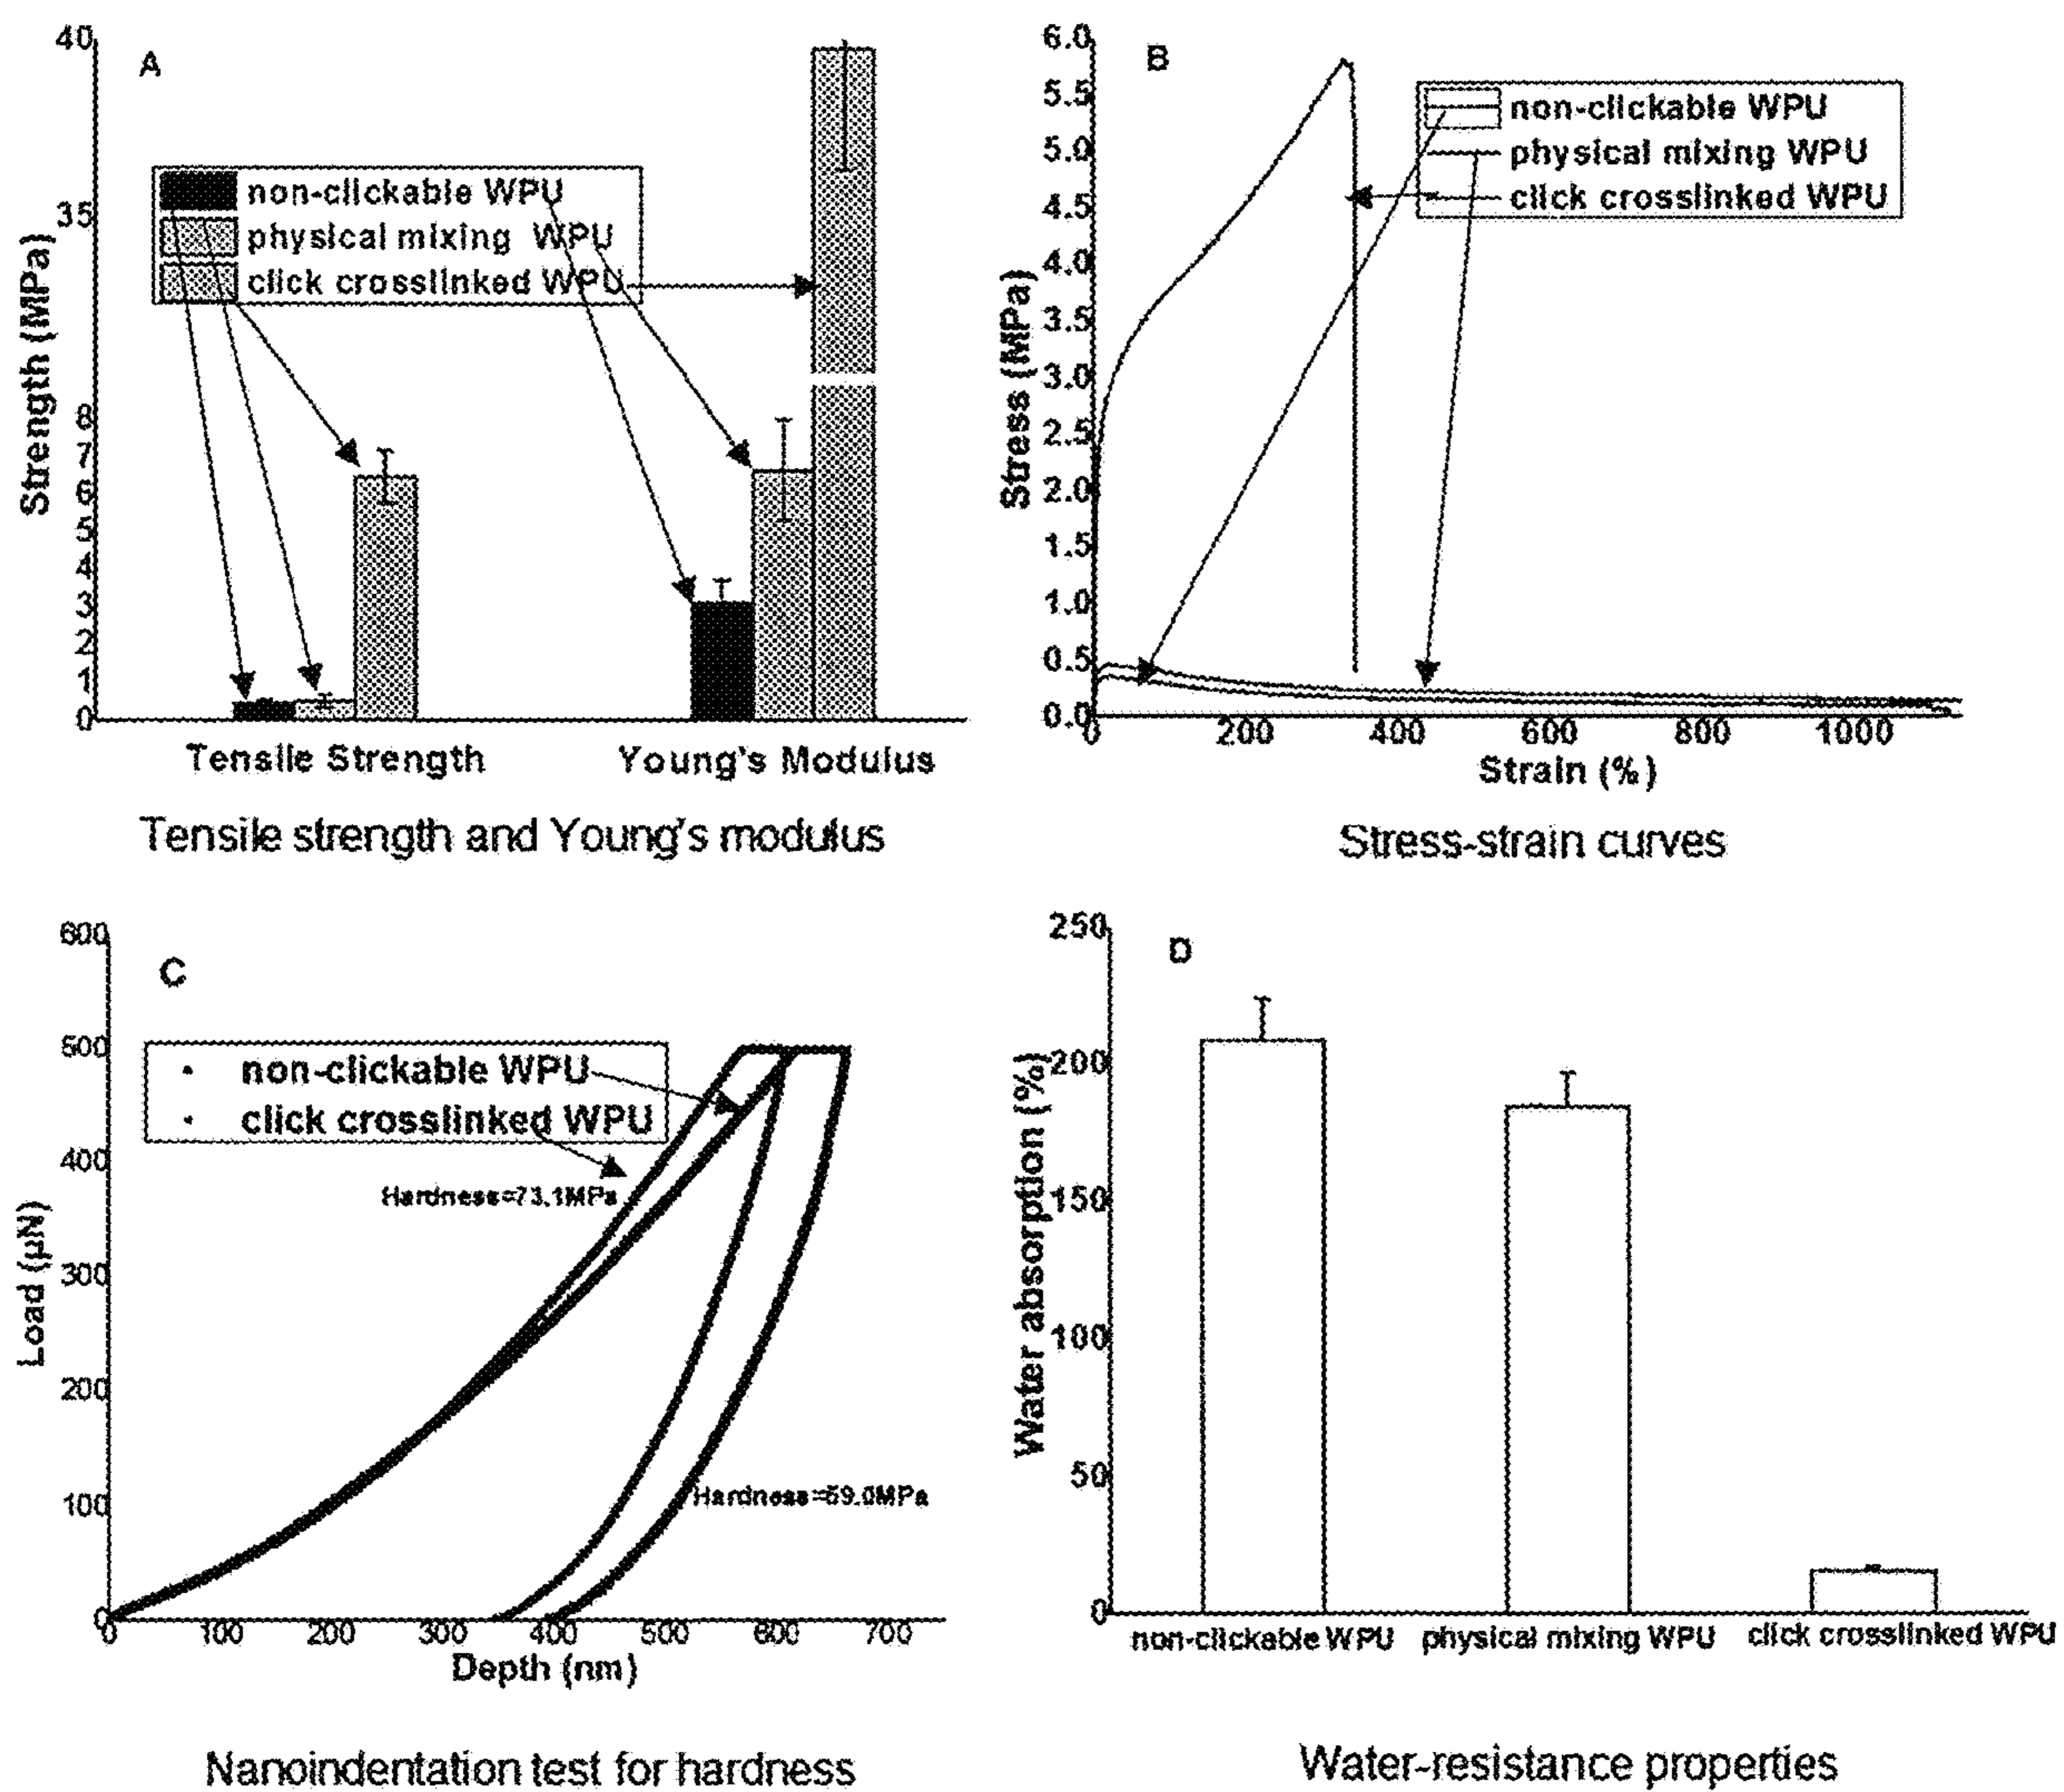 A
40
35
8
7
6
5
4
3
2
1
0
Strength (MPa)
non-clickable WPU
physical mixing WPU
click crosslinked WPU
Tensile Strength
Young's Modulus
Tensile strength and Young's modulus
B
6.0
5.5
5.0
4.5
4.0
3.5
3.0
2.5
2.0
1.5
1.0
0.5
0.0
Stress (MPa)
non-clickable WPU
physical mixing WPU
click crosslinked WPU
0 200 400 600 800 1000
Strain (%)
Stress-strain curves
C
600
500
400
300
200
100
0
Load (μN)
non-clickable WPU
click crosslinked WPU
Hardness=73.1MPa
Hardness=59.0MPa
0 100 200 300 400 500 600 700
Depth (nm)
Nanoindentation test for hardness
D
250
200
150
100
50
0
Water absorption (%)
non-clickable WPU
physical mixing WPU
click crosslinked WPU
Water-resistance properties